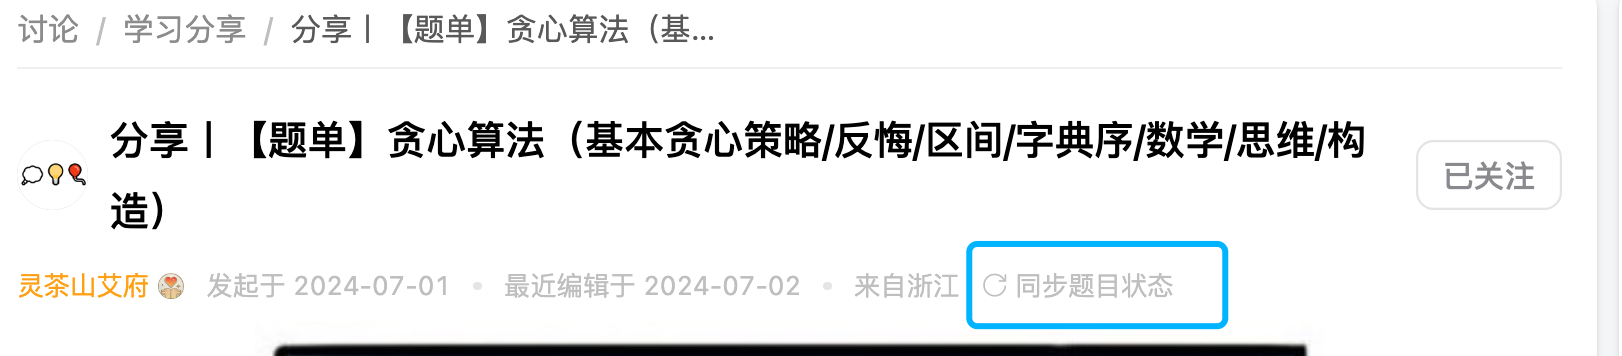 讨论 / 学习分享 / 分享丨【题单】贪心算法（基...
分享丨【题单】贪心算法（基本贪心策略/反悔/区间/字典序/数学/思维/构
造）
已关注
灵茶山艾府 发起于 2024-07-01 • 最近编辑于 2024-07-02 • 来自浙江 同步题目状态